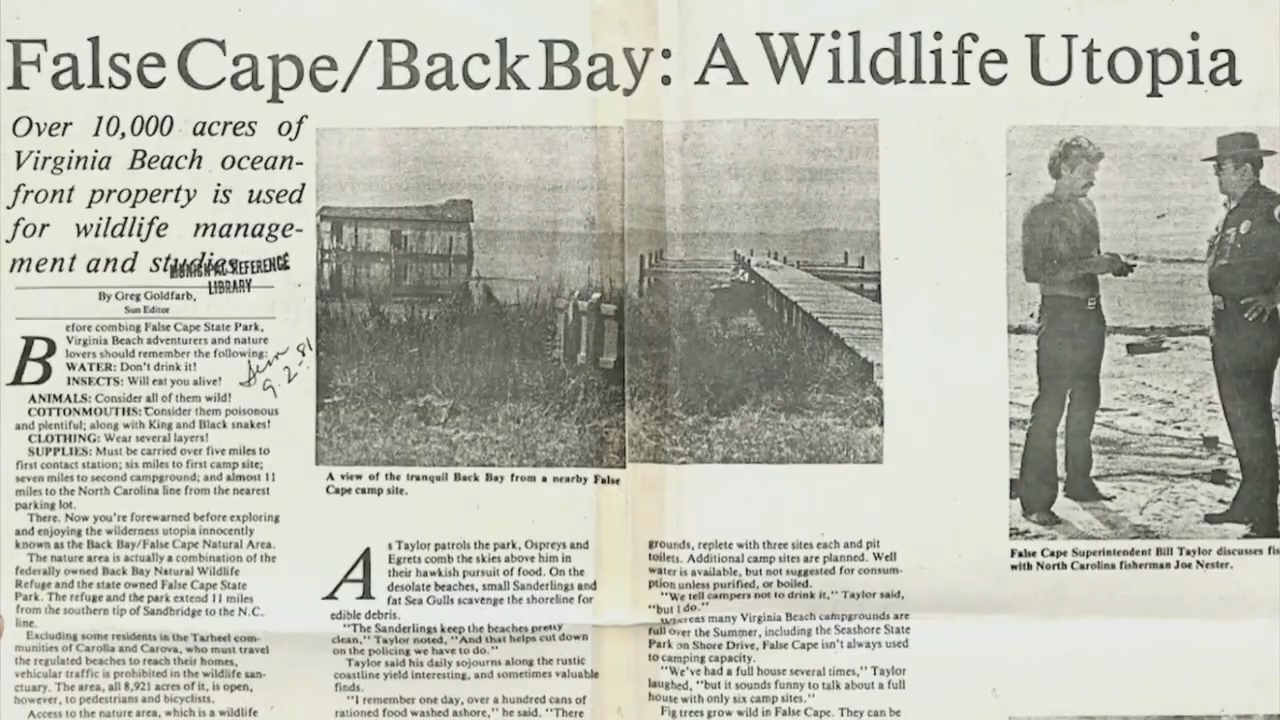 False Cape/Back Bay: A Wildlife Utopia
Over 10,000 acres of
Virginia Beach ocean-
front property is used
for wildlife manage-
ment and studies.
MUNICIPAL REFERENCE
LIBRARY
By Greg Goldfarb,
Sun Editor
Sun
9-2-81
Before combing False Cape State Park,
Virginia Beach adventurers and nature
lovers should remember the following:
WATER: Don't drink it!
INSECTS: Will eat you alive!
ANIMALS: Consider all of them wild!
COTTONMOUTHS: Consider them poisonous
and plentiful; along with King and Black snakes!
CLOTHING: Wear several layers!
SUPPLIES: Must be carried over five miles to
first contact station; six miles to first camp site;
seven miles to second campground; and almost 11
miles to the North Carolina line from the nearest
parking lot.
There. Now you're forewarned before exploring
and enjoying the wilderness utopia innocently
known as the Back Bay/False Cape Natural Area.
The nature area is actually a combination of the
federally owned Back Bay Natural Wildlife
Refuge and the state owned False Cape State
Park. The refuge and the park extend 11 miles
from the southern tip of Sandbridge to the N.C.
line.
Excluding some residents in the Tarheel com-
munities of Carolla and Carova, who must travel
the regulated beaches to reach their homes,
vehicular traffic is prohibited in the wildlife san-
ctuary. The area, all 8,921 acres of it, is open,
however, to pedestrians and bicyclists.
Access to the nature area, which is a wildlife
A view of the tranquil Back Bay from a nearby False
Cape camp site.
As Taylor patrols the park, Ospreys and
Egrets comb the skies above him in
their hawkish pursuit of food. On the
desolate beaches, small Sanderlings and
fat Sea Gulls scavenge the shoreline for
edible debris.
"The Sanderlings keep the beaches pretty
clean," Taylor noted, "And that helps cut down
on the policing we have to do."
Taylor said his daily sojourns along the rustic
coastline yield interesting, and sometimes valuable
finds.
"I remember one day, over a hundred cans of
rationed food washed ashore," he said. "There
grounds, replete with three sites each and pit
toilets. Additional camp sites are planned. Well
water is available, but not suggested for consum-
ption unless purified, or boiled.
"We tell campers not to drink it," Taylor said,
"but I do."
Whereas many Virginia Beach campgrounds are
full over the Summer, including the Seashore State
Park on Shore Drive, False Cape isn't always used
to camping capacity.
"We've had a full house several times," Taylor
laughed, "but it sounds funny to talk about a full
house with only six camp sites."
Fig trees grow wild in False Cape. They can be
False Cape Superintendent Bill Taylor discusses fis
with North Carolina fisherman Joe Nester.